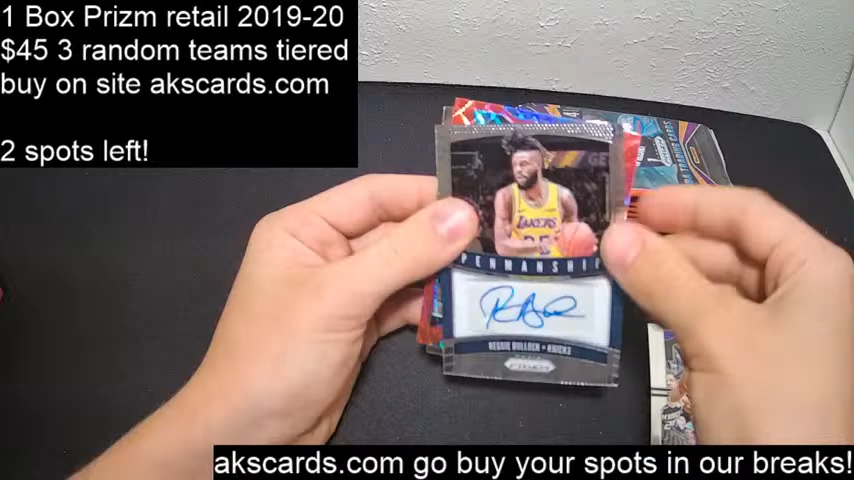 1 Box Prizm retail 2019-20
$45 3 random teams tiered
buy on site akscards.com
2 spots left!
LAKERS
PENMANSHIP
REGGIE BULLOCK • KNICKS
PRIZM
akscards.com go buy your spots in our breaks!